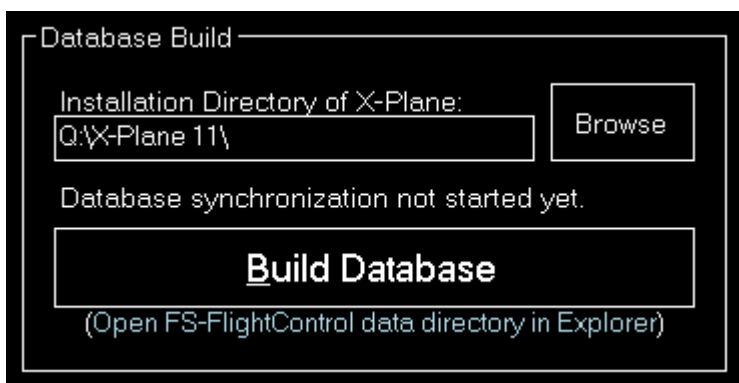 Database Build
Installation Directory of X-Plane:
Q:\X-Plane 11\
Browse
Database synchronization not started yet.
Build Database
(Open FS-FlightControl data directory in Explorer)